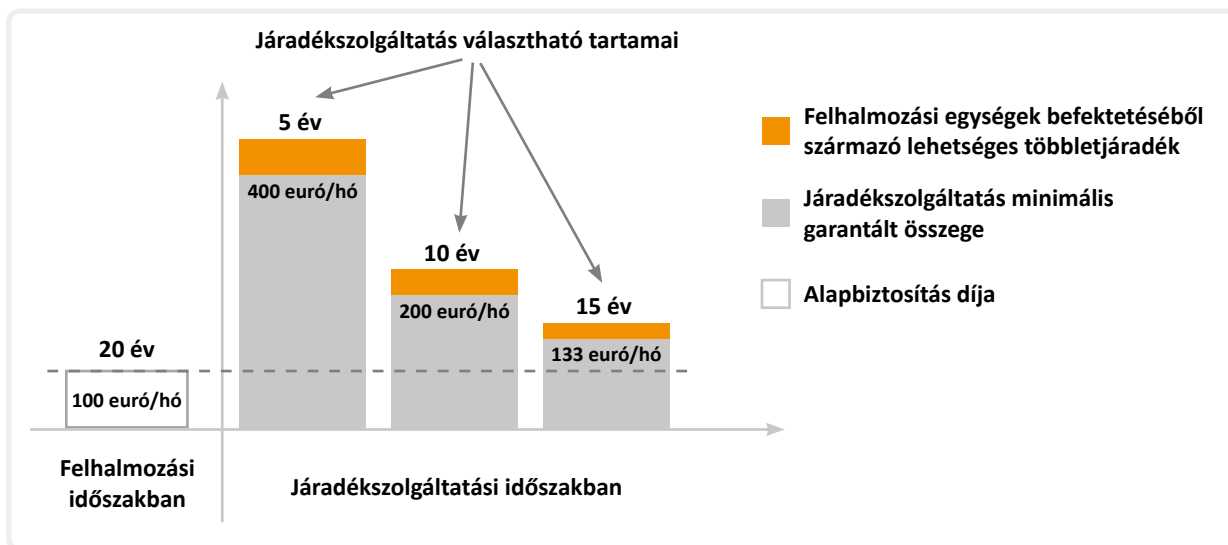 Járadékszolgáltatás választható tartamai
5 év
400 euró/hó
10 év
200 euró/hó
15 év
133 euró/hó
20 év
100 euró/hó
Felhalmozási
időszakban
Járadékszolgáltatási időszakban
Felhalmozási egységek befektetéséből
származó lehetséges többletjáradék
Járadékszolgáltatás minimális
garantált összege
Alapbiztosítás díja